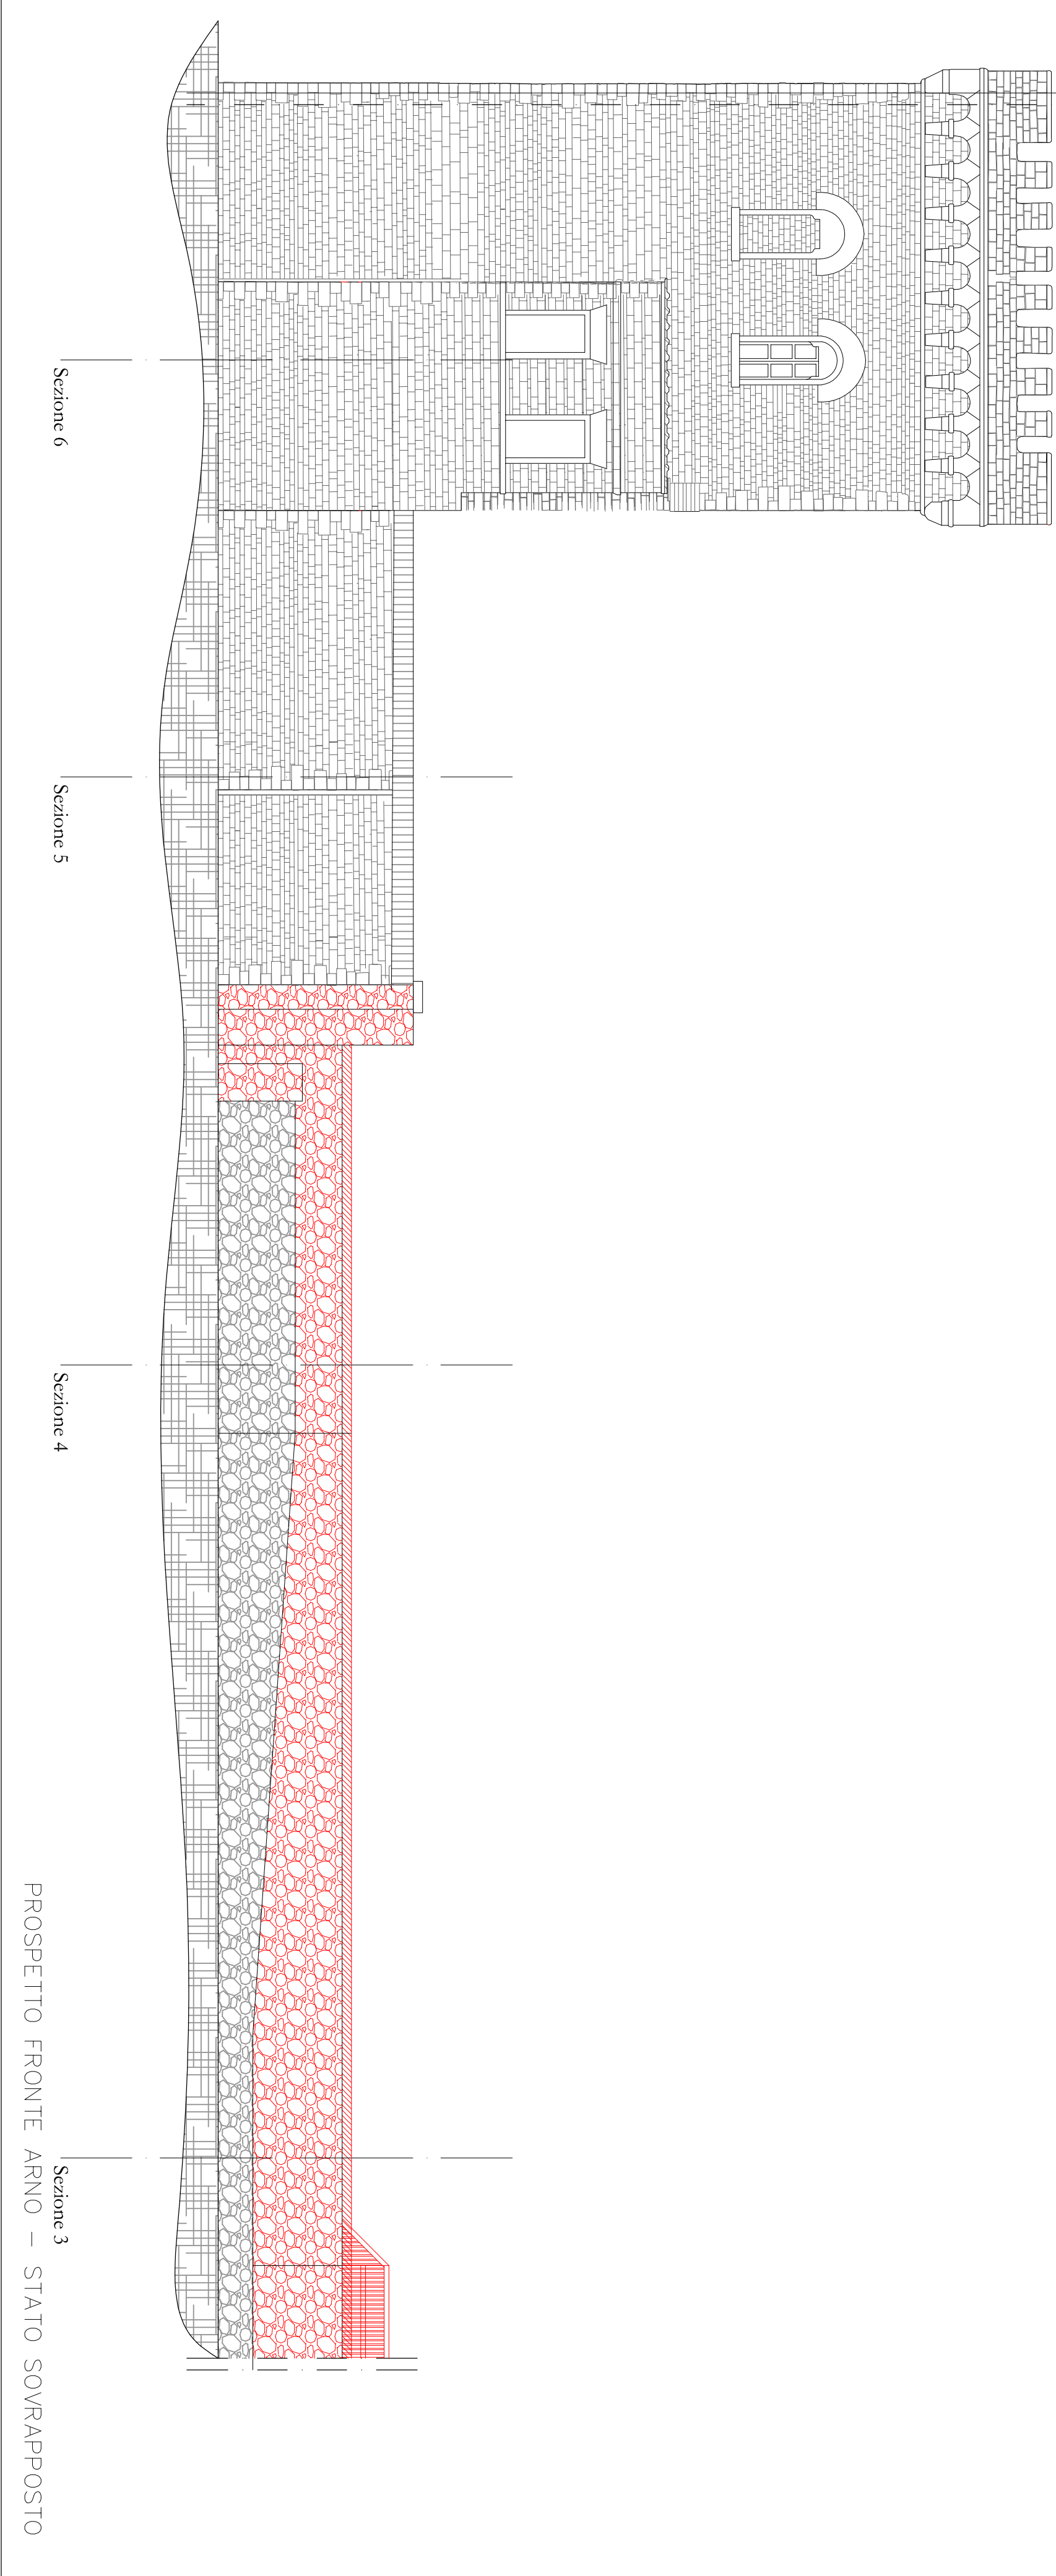 Sezione 6
Sezione 5
Sezione 4
Sezione 3
PROSPETTO FRONTE ARNO – STATO SOVRAPPOSTO